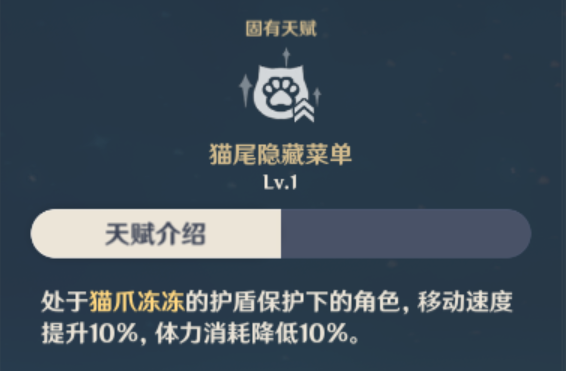 固有天赋
猫尾隐藏菜单
Lv.1
天赋介绍
处于猫爪冻冻的护盾保护下的角色,移动速度
提升10%,体力消耗降低10%。